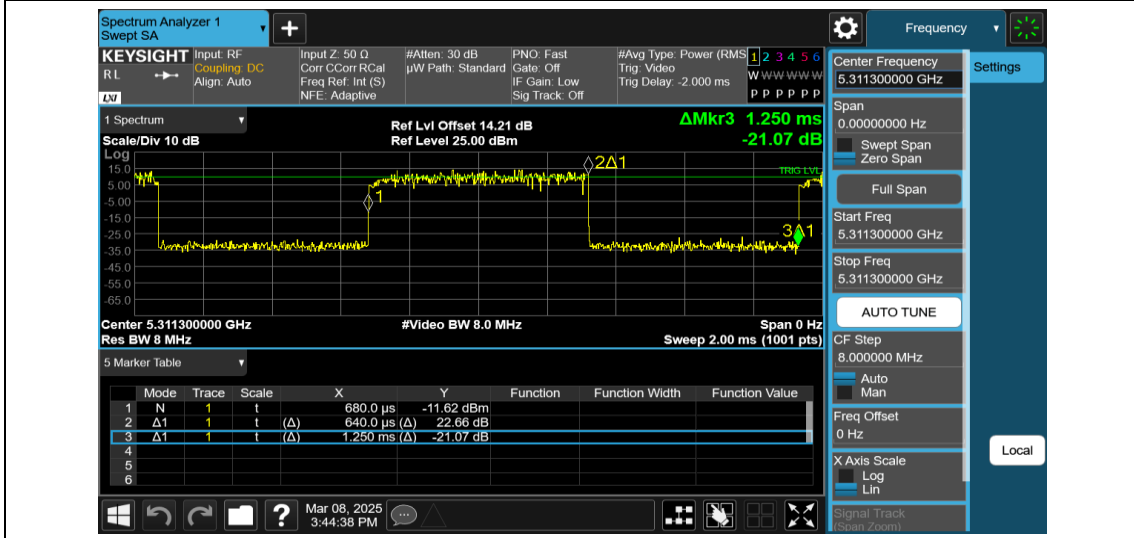 Spectrum Analyzer 1
Swept SA
+
Frequency
KEYSIGHT
R L
LXI
Input: RF
Coupling: DC
Align: Auto
Input Z: 50 Ω
Corr CCorr RCal
Freq Ref: Int (S)
NFE: Adaptive
#Atten: 30 dB
µW Path: Standard
PNO: Fast
Gate: Off
IF Gain: Low
Sig Track: Off
#Avg Type: Power (RMS
Trig: Video
Trig Delay: -2.000 ms
1 2 3 4 5 6
W W W W W W
P P P P P P
1 Spectrum
Scale/Div 10 dB
Ref Lvl Offset 14.21 dB
Ref Level 25.00 dBm
ΔMkr3 1.250 ms
-21.07 dB
Log
15.0
5.00
-5.00
-15.0
-25.0
-35.0
-45.0
-55.0
-65.0
2Δ1
TRIG LVL
1
3Δ1
Center 5.311300000 GHz
Res BW 8 MHz
#Video BW 8.0 MHz
Span 0 Hz
Sweep 2.00 ms (1001 pts)
5 Marker Table
Mode Trace Scale X Y Function Function Width Function Value
1 N 1 t 680.0 µs -11.62 dBm
2 Δ1 1 t (Δ) 640.0 µs (Δ) 22.66 dB
3 Δ1 1 t (Δ) 1.250 ms (Δ) -21.07 dB
4
5
6
?
Mar 08, 2025
3:44:38 PM
Center Frequency
5.311300000 GHz
Span
0.00000000 Hz
Swept Span
Zero Span
Full Span
Start Freq
5.311300000 GHz
Stop Freq
5.311300000 GHz
AUTO TUNE
CF Step
8.000000 MHz
Auto
Man
Freq Offset
0 Hz
X Axis Scale
Log
Lin
Signal Track
(Span Zoom)
Settings
Local